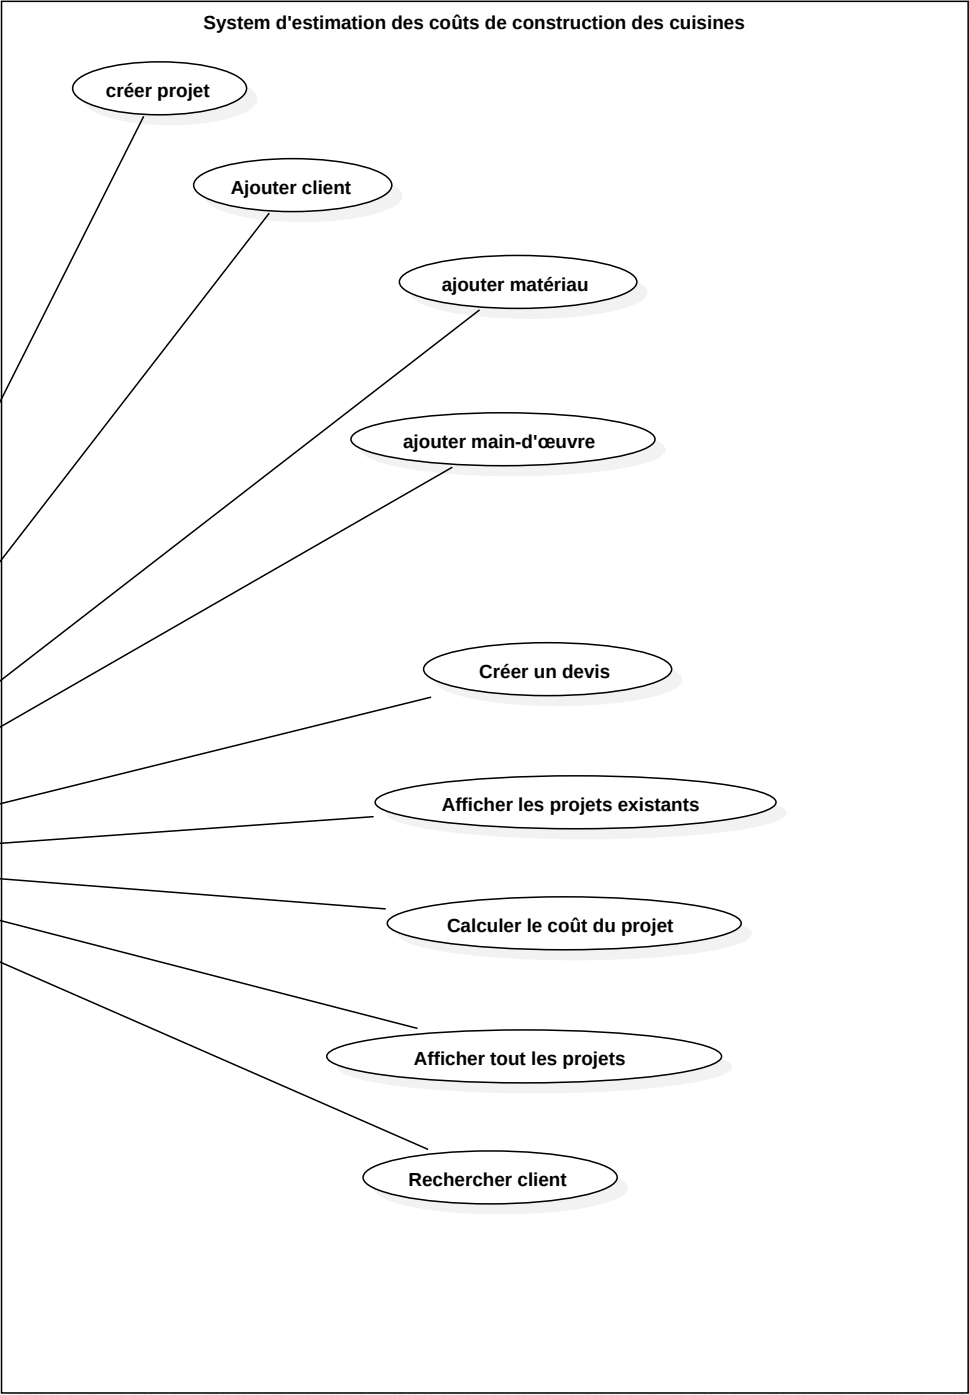 System d'estimation des coûts de construction des cuisines
créer projet
Ajouter client
ajouter matériau
ajouter main-d'œuvre
Créer un devis
Afficher les projets existants
Calculer le coût du projet
Afficher tout les projets
Rechercher client